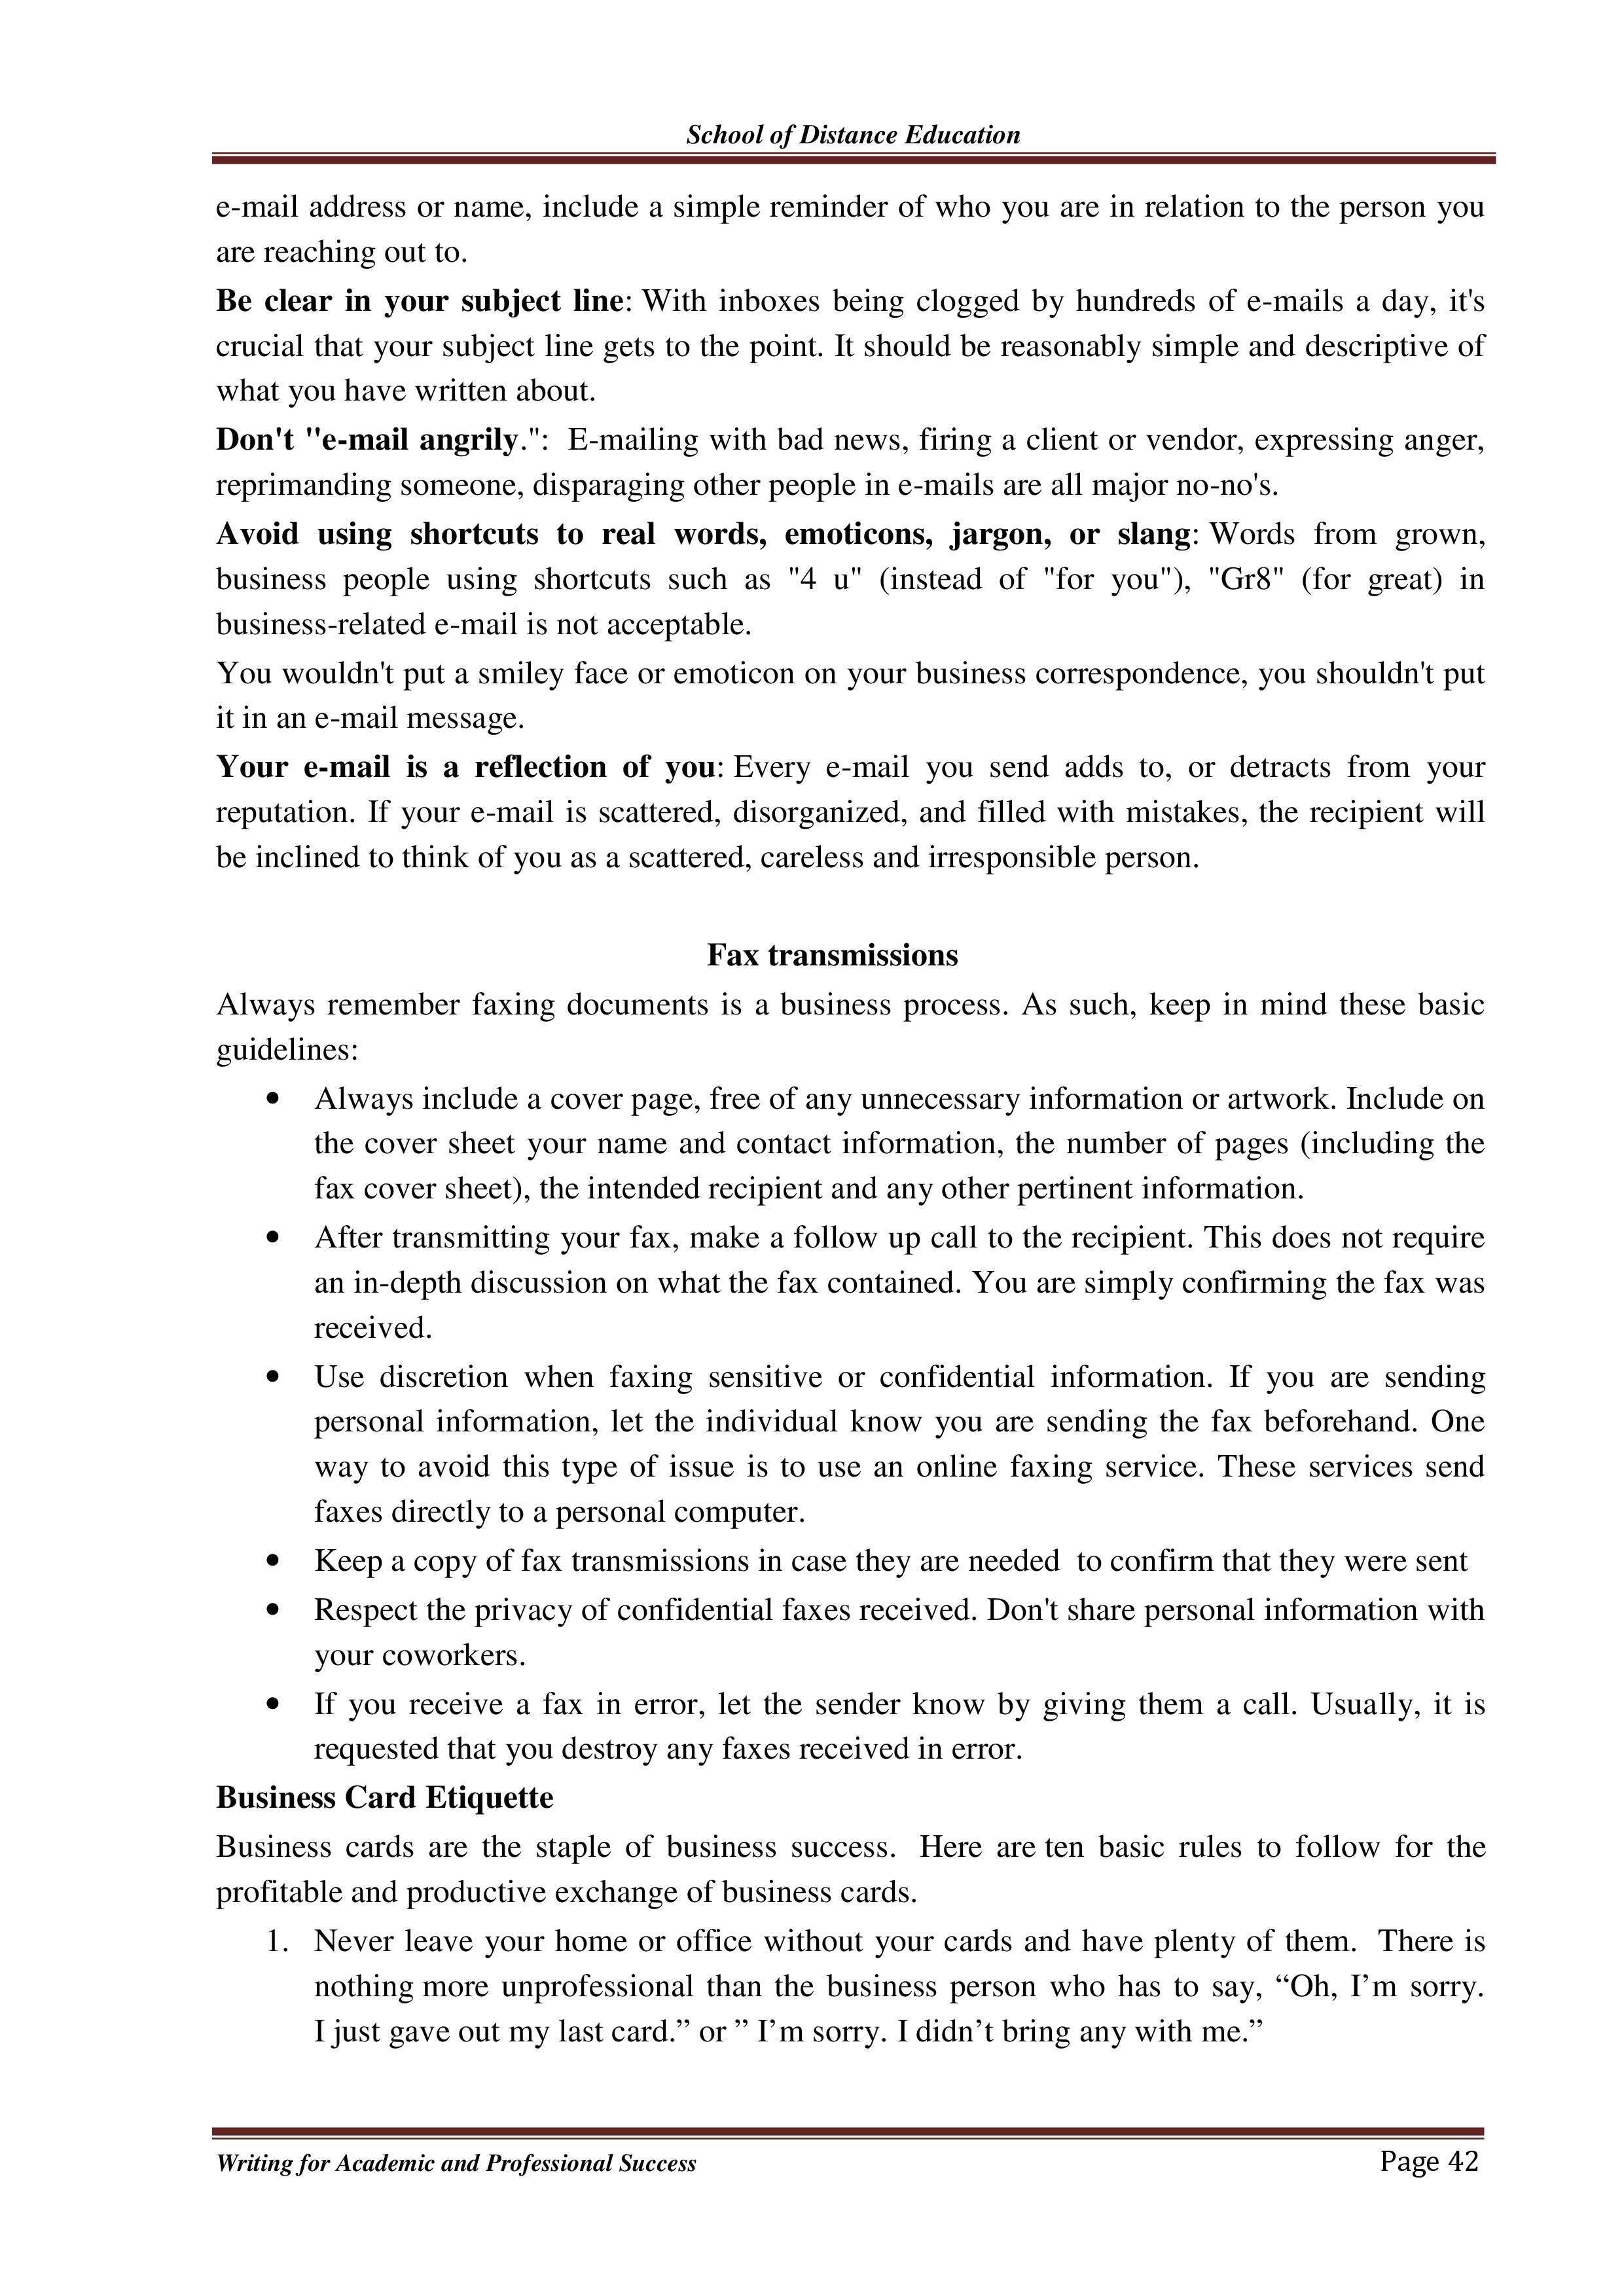 School of Distance Education
e-mail address or name, include a simple reminder of who you are in relation to the person you
are reaching out to.
Be clear in your subject line: With inboxes being clogged by hundreds of e-mails a day, it's
crucial that your subject line gets to the point. It should be reasonably simple and descriptive of
what you have written about.
Don't "e-mail angrily.":  E-mailing with bad news, firing a client or vendor, expressing anger,
reprimanding someone, disparaging other people in e-mails are all major no-no's.
Avoid using shortcuts to real words, emoticons, jargon, or slang: Words from grown,
business people using shortcuts such as "4 u" (instead of "for you"), "Gr8" (for great) in
business-related e-mail is not acceptable.
You wouldn't put a smiley face or emoticon on your business correspondence, you shouldn't put
it in an e-mail message.
Your e-mail is a reflection of you: Every e-mail you send adds to, or detracts from your
reputation. If your e-mail is scattered, disorganized, and filled with mistakes, the recipient will
be inclined to think of you as a scattered, careless and irresponsible person.
Fax transmissions
Always remember faxing documents is a business process. As such, keep in mind these basic
guidelines:
• Always include a cover page, free of any unnecessary information or artwork. Include on
the cover sheet your name and contact information, the number of pages (including the
fax cover sheet), the intended recipient and any other pertinent information.
• After transmitting your fax, make a follow up call to the recipient. This does not require
an in-depth discussion on what the fax contained. You are simply confirming the fax was
received.
• Use discretion when faxing sensitive or confidential information. If you are sending
personal information, let the individual know you are sending the fax beforehand. One
way to avoid this type of issue is to use an online faxing service. These services send
faxes directly to a personal computer.
• Keep a copy of fax transmissions in case they are needed  to confirm that they were sent
• Respect the privacy of confidential faxes received. Don't share personal information with
your coworkers.
• If you receive a fax in error, let the sender know by giving them a call. Usually, it is
requested that you destroy any faxes received in error.
Business Card Etiquette
Business cards are the staple of business success.  Here are ten basic rules to follow for the
profitable and productive exchange of business cards.
1. Never leave your home or office without your cards and have plenty of them.  There is
nothing more unprofessional than the business person who has to say, “Oh, I’m sorry.
I just gave out my last card.” or ” I’m sorry. I didn’t bring any with me.”
Writing for Academic and Professional Success Page 42